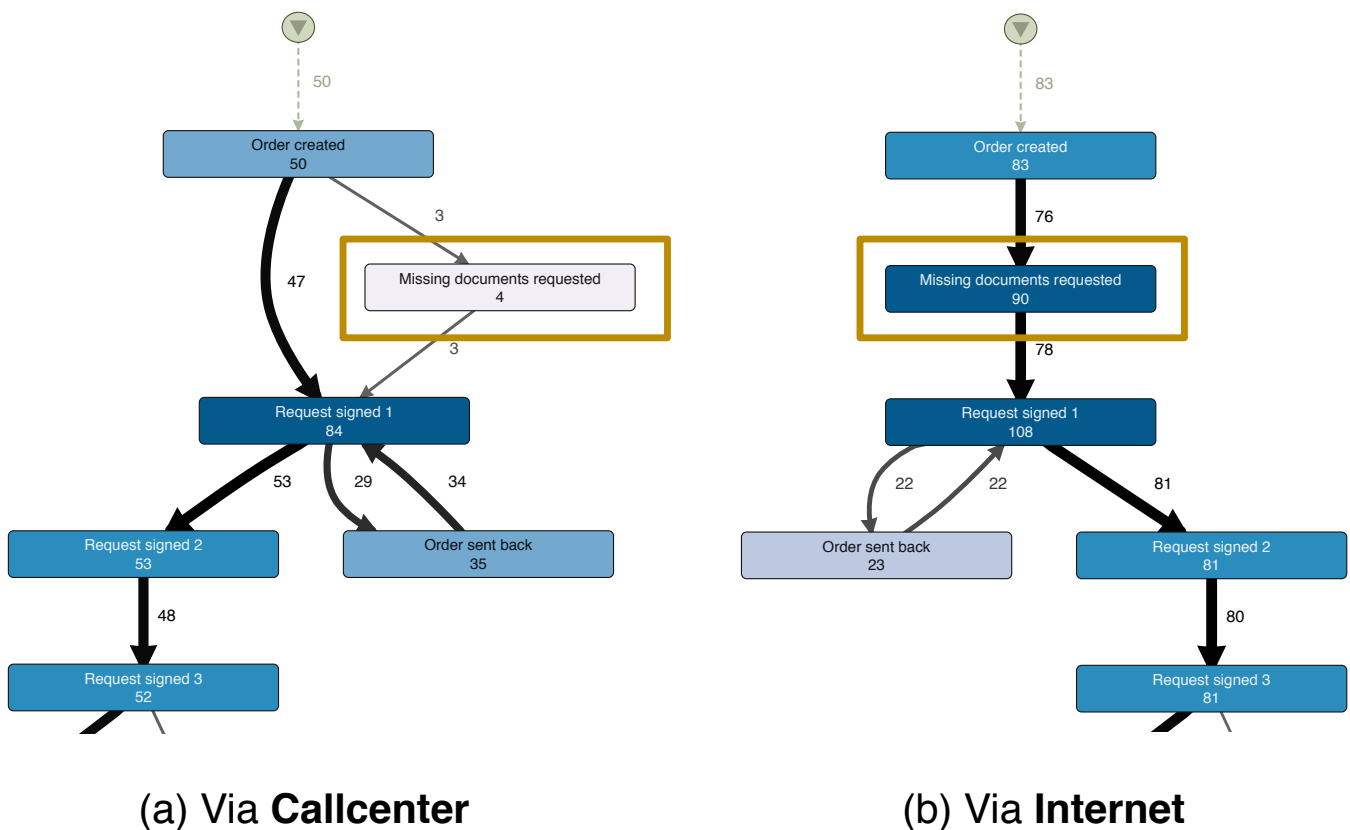 50
Order created
50
3
47
Missing documents requested
4
3
Request signed 1
84
53
29
34
Request signed 2
53
Order sent back
35
48
Request signed 3
52
(a) Via Callcenter
83
Order created
83
76
Missing documents requested
90
78
Request signed 1
108
22
22
81
Order sent back
23
Request signed 2
81
80
Request signed 3
81
(b) Via Internet